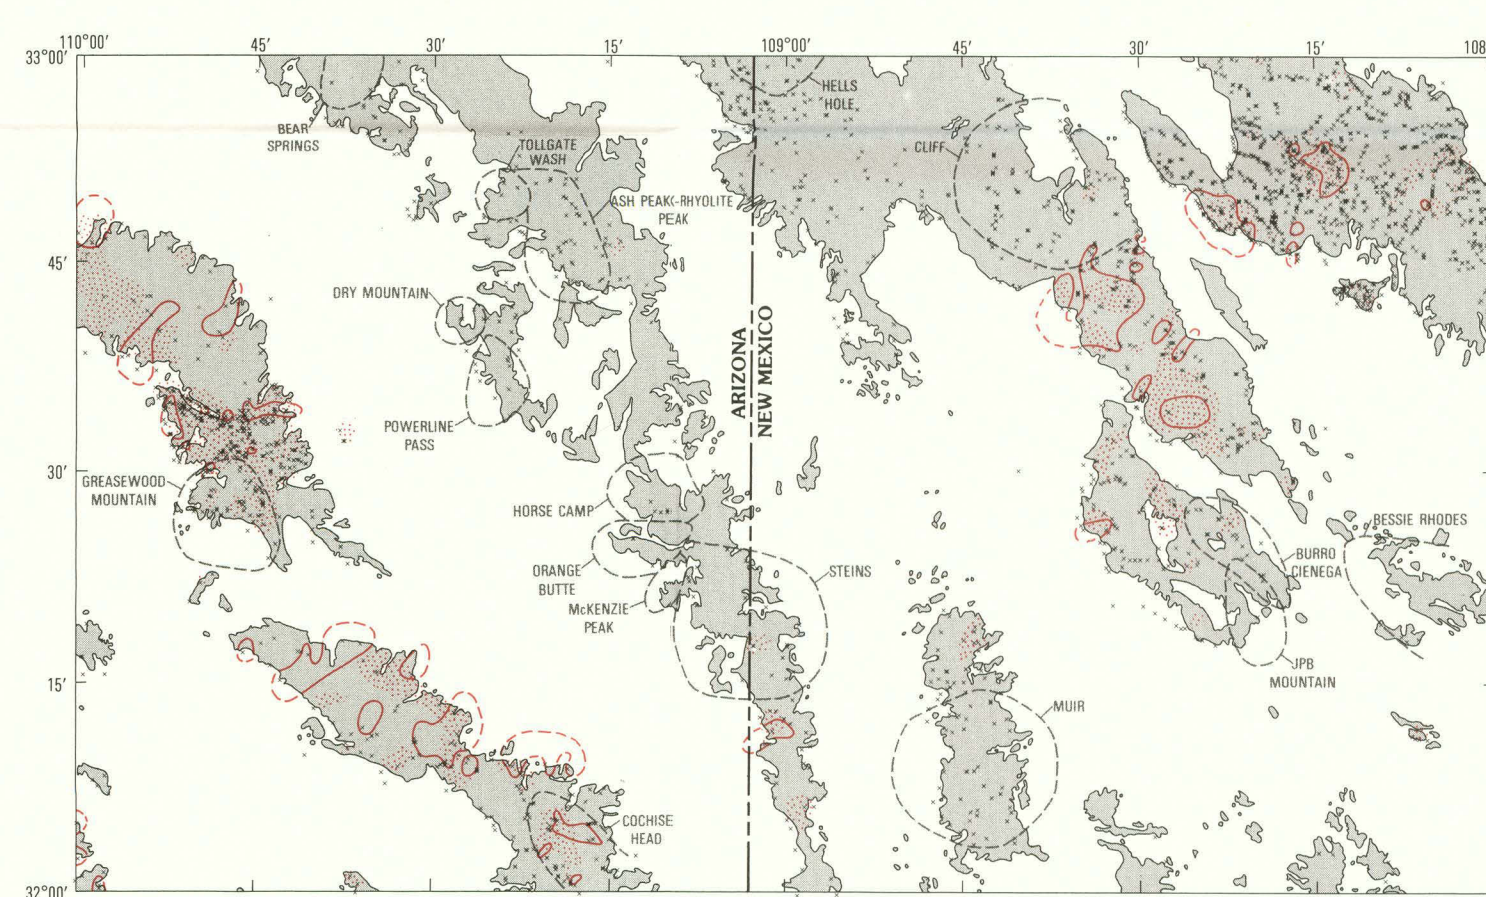 110°00′ 45′ 30′ 15′ 109°00′ 45′ 30′ 15′ 108
33°00′
HELLS
HOLE
BEAR
SPRINGS
TOLLGATE
WASH
CLIFF
ASH PEAK-RHYOLITE
PEAK
45′
DRY MOUNTAIN
ARIZONA
NEW MEXICO
POWERLINE
PASS
30′
GREASEWOOD
MOUNTAIN
HORSE CAMP
BESSIE RHODES
BURRO
CIENEGA
ORANGE
BUTTE
STEINS
McKENZIE
PEAK
JPB
MOUNTAIN
15′
MUIR
COCHISE
HEAD
32°00′